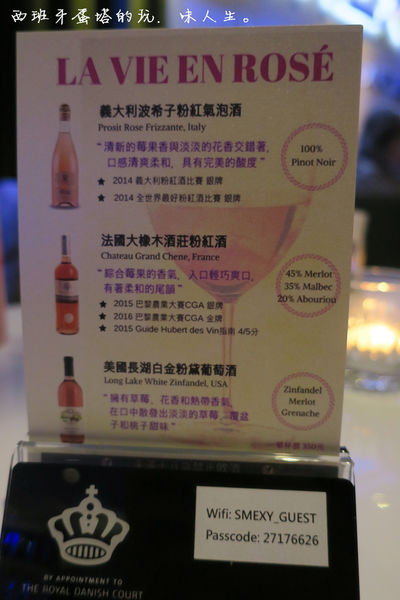 西班牙蛋塔的玩．味人生。
LA VIE EN ROSÉ
義大利波希子粉紅氣泡酒
Prosit Rose Frizzante, Italy
"清新的莓果香與淡淡的花香交錯著,
口感清爽柔和, 具有完美的酸度"
★ 2014 義大利粉紅酒比賽 銀牌
★ 2014 全世界最好粉紅酒比賽 銀牌
100%
Pinot Noir
法國大橡木酒莊粉紅酒
Chateau Grand Chene, France
"綜合莓果的香氣, 入口輕巧爽口,
有著柔和的尾韻"
★ 2015 巴黎農業大賽CGA 銀牌
★ 2016 巴黎農業大賽CGA 金牌
★ 2015 Guide Hubert des Vin指南 4/5分
45% Merlot
35% Malbec
20% Abouriou
美國長湖白金粉黛葡萄酒
Long Lake White Zinfandel, USA
"擁有草莓, 花香和熱帶香氣,
在口中散發出淡淡的草莓, 覆盆
子和桃子甜味"
Zinfandel
Merlot
Grenache
單杯價 350元
Wifi: SMEXY_GUEST
Passcode: 27176626
BY APPOINTMENT TO
THE ROYAL DANISH COURT